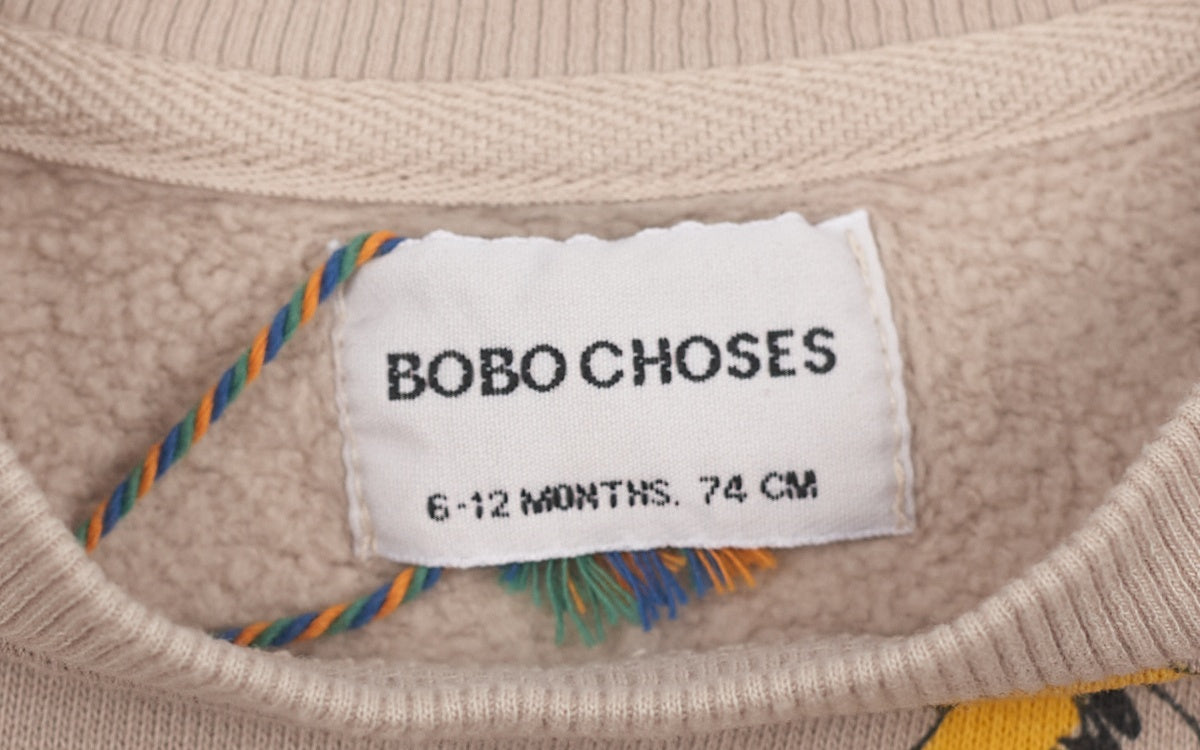 BOBO CHOSES
6-12 MONTHS. 74 CM